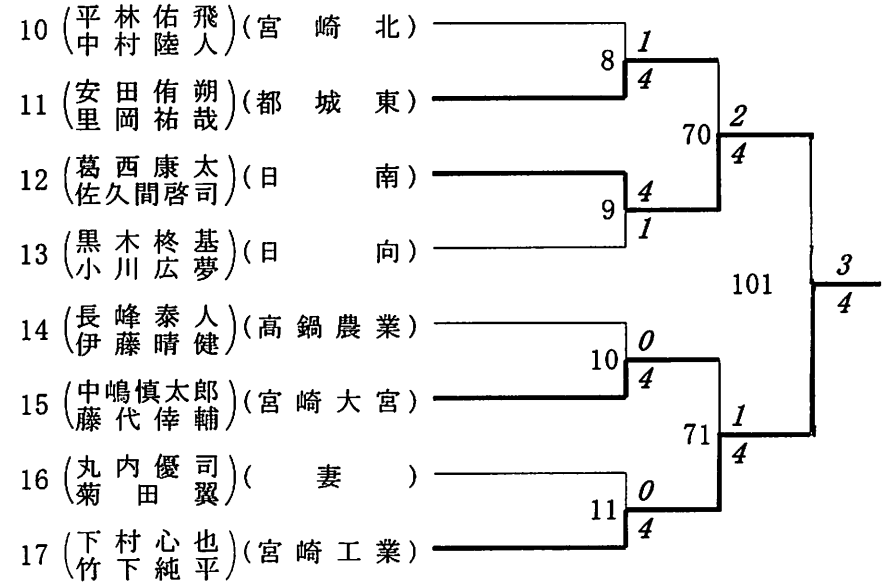 10 (平林佑飛 中村陸人) (宮崎北)
8 1 4
11 (安田侑朔 里岡祐哉) (都城東)
70 2 4
12 (葛西康太 佐久間啓司) (日南)
9 4 1
13 (黒木柊基 小川広夢) (日向)
101 3 4
14 (長峰泰人 伊藤晴健) (高鍋農業)
10 0 4
15 (中嶋慎太郎 藤代倖輔) (宮崎大宮)
71 1 4
16 (丸内優司 菊田翼) (妻)
11 0 4
17 (下村心也 竹下純平) (宮崎工業)